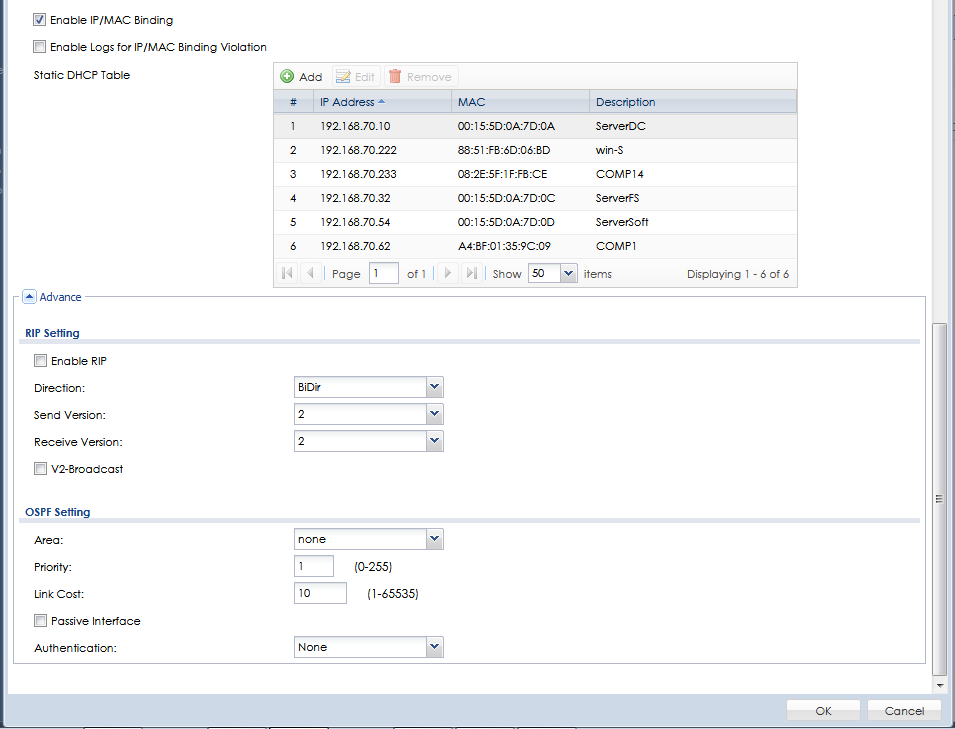 Enable IP/MAC Binding
Enable Logs for IP/MAC Binding Violation
Static DHCP Table
Add Edit Remove
# IP Address MAC Description
1 192.168.70.10 00:15:5D:0A:7D:0A ServerDC
2 192.168.70.222 88:51:FB:6D:06:BD win-S
3 192.168.70.233 08:2E:5F:1F:FB:CE COMP14
4 192.168.70.32 00:15:5D:0A:7D:0C ServerFS
5 192.168.70.54 00:15:5D:0A:7D:0D ServerSoft
6 192.168.70.62 A4:BF:01:35:9C:09 COMP1
Page 1 of 1 Show 50 items Displaying 1 - 6 of 6
Advance
RIP Setting
Enable RIP
Direction: BiDir
Send Version: 2
Receive Version: 2
V2-Broadcast
OSPF Setting
Area: none
Priority: 1 (0-255)
Link Cost: 10 (1-65535)
Passive Interface
Authentication: None
OK Cancel